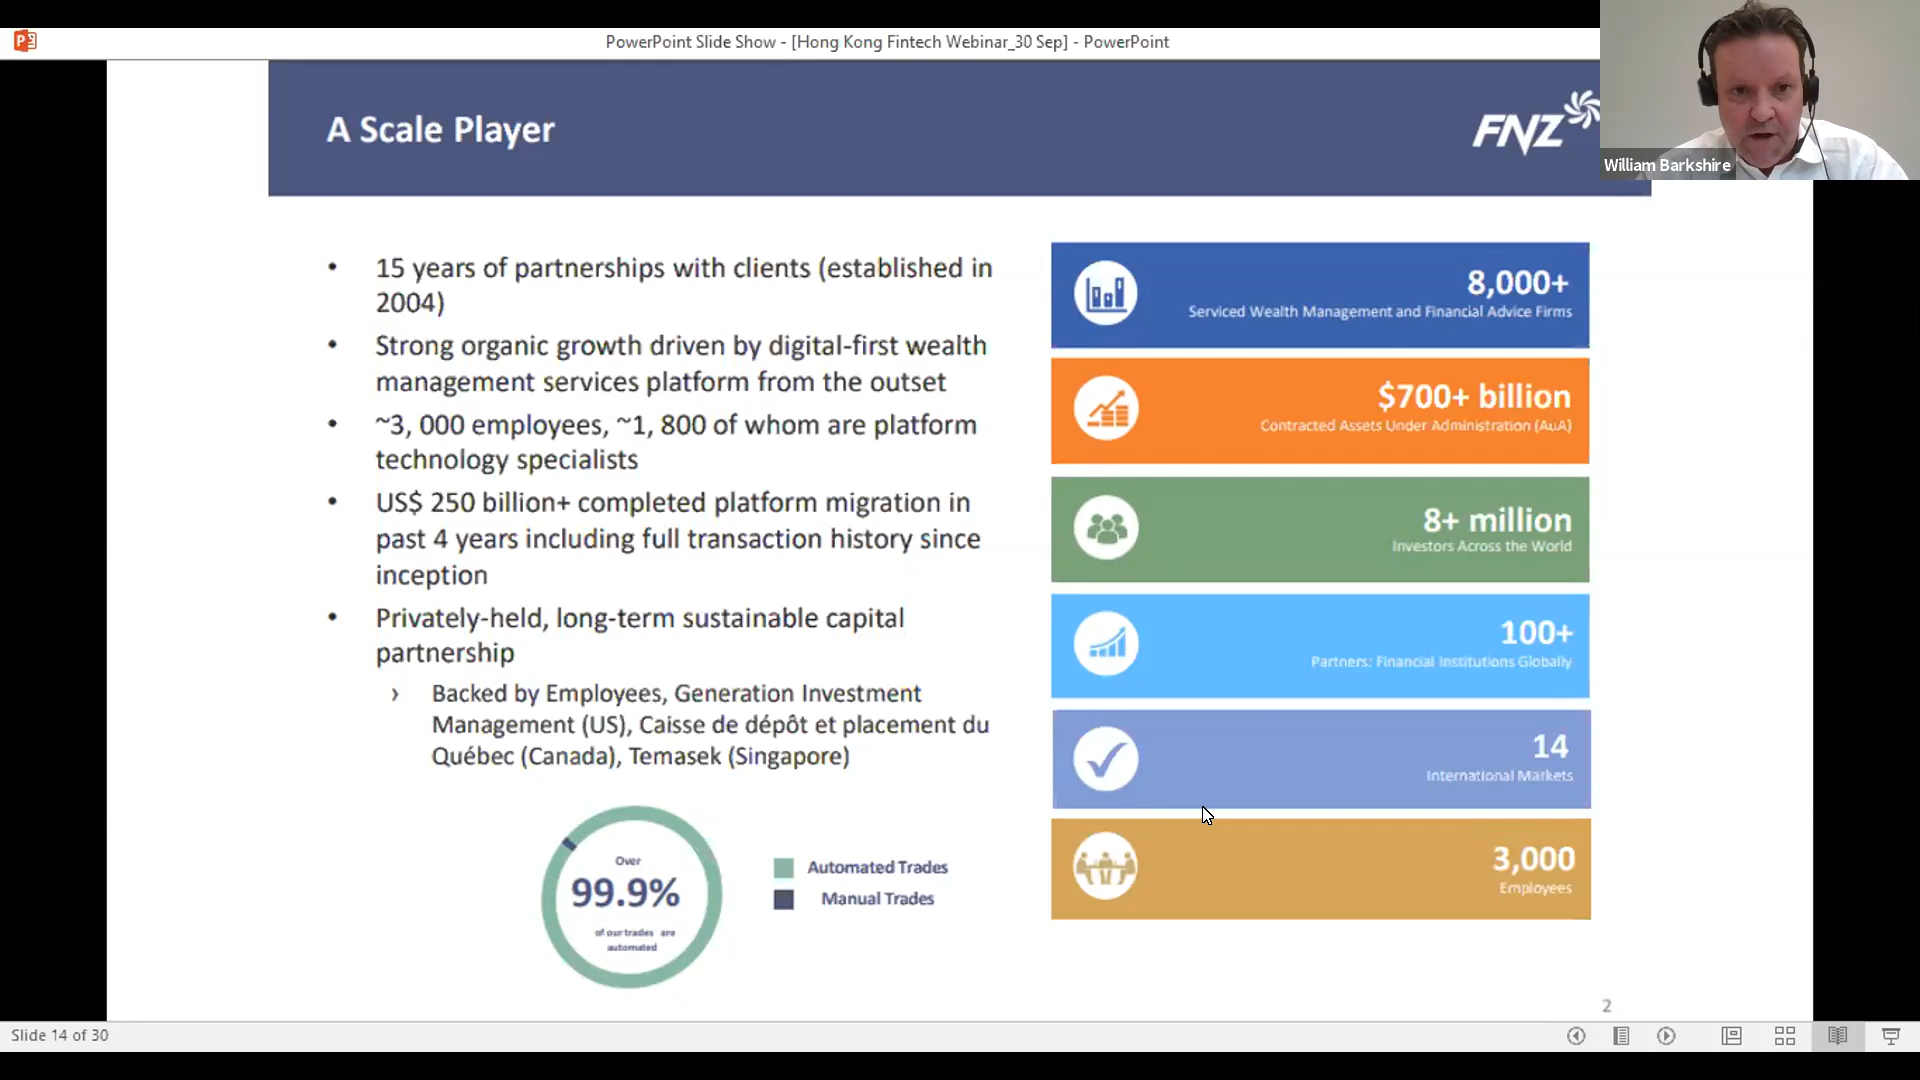 PowerPoint Slide Show - [Hong Kong Fintech Webinar_30 Sep] - PowerPoint
A Scale Player
FNZ
William Barkshire
• 15 years of partnerships with clients (established in
2004)
• Strong organic growth driven by digital-first wealth
management services platform from the outset
• ~3, 000 employees, ~1, 800 of whom are platform
technology specialists
• US$ 250 billion+ completed platform migration in
past 4 years including full transaction history since
inception
• Privately-held, long-term sustainable capital
partnership
› Backed by Employees, Generation Investment
Management (US), Caisse de dépôt et placement du
Québec (Canada), Temasek (Singapore)
Over
99.9%
of our trades are
automated
Automated Trades
Manual Trades
8,000+
Serviced Wealth Management and Financial Advice Firms
$700+ billion
Contracted Assets Under Administration (AuA)
8+ million
Investors Across the World
100+
Partners: Financial Institutions Globally
14
International Markets
3,000
Employees
2
Slide 14 of 30